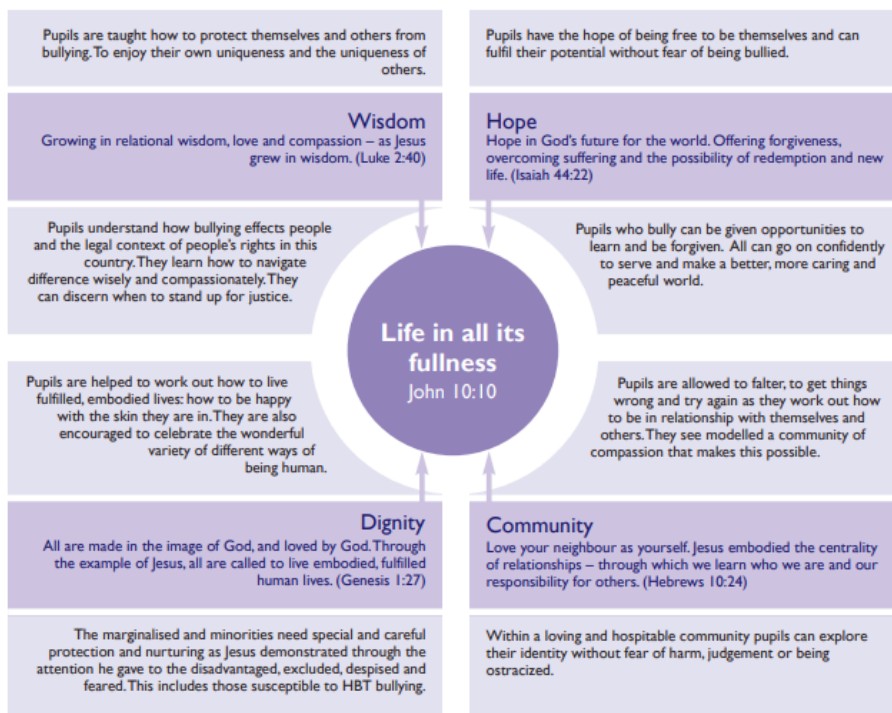 Pupils are taught how to protect themselves and others from
bullying. To enjoy their own uniqueness and the uniqueness of
others.
Wisdom
Growing in relational wisdom, love and compassion – as Jesus
grew in wisdom. (Luke 2:40)
Pupils understand how bullying effects people
and the legal context of people's rights in this
country. They learn how to navigate
difference wisely and compassionately. They
can discern when to stand up for justice.
Pupils have the hope of being free to be themselves and can
fulfil their potential without fear of being bullied.
Hope
Hope in God's future for the world. Offering forgiveness,
overcoming suffering and the possibility of redemption and new
life. (Isaiah 44:22)
Pupils who bully can be given opportunities to
learn and be forgiven. All can go on confidently
to serve and make a better, more caring and
peaceful world.
Life in all its
fullness
John 10:10
Pupils are helped to work out how to live
fulfilled, embodied lives: how to be happy
with the skin they are in. They are also
encouraged to celebrate the wonderful
variety of different ways of
being human.
Dignity
All are made in the image of God, and loved by God. Through
the example of Jesus, all are called to live embodied, fulfilled
human lives. (Genesis 1:27)
The marginalised and minorities need special and careful
protection and nurturing as Jesus demonstrated through the
attention he gave to the disadvantaged, excluded, despised and
feared. This includes those susceptible to HBT bullying.
Pupils are allowed to falter, to get things
wrong and try again as they work out how
to be in relationship with themselves and
others. They see modelled a community of
compassion that makes this possible.
Community
Love your neighbour as yourself. Jesus embodied the centrality
of relationships – through which we learn who we are and our
responsibility for others. (Hebrews 10:24)
Within a loving and hospitable community pupils can explore
their identity without fear of harm, judgement or being
ostracized.